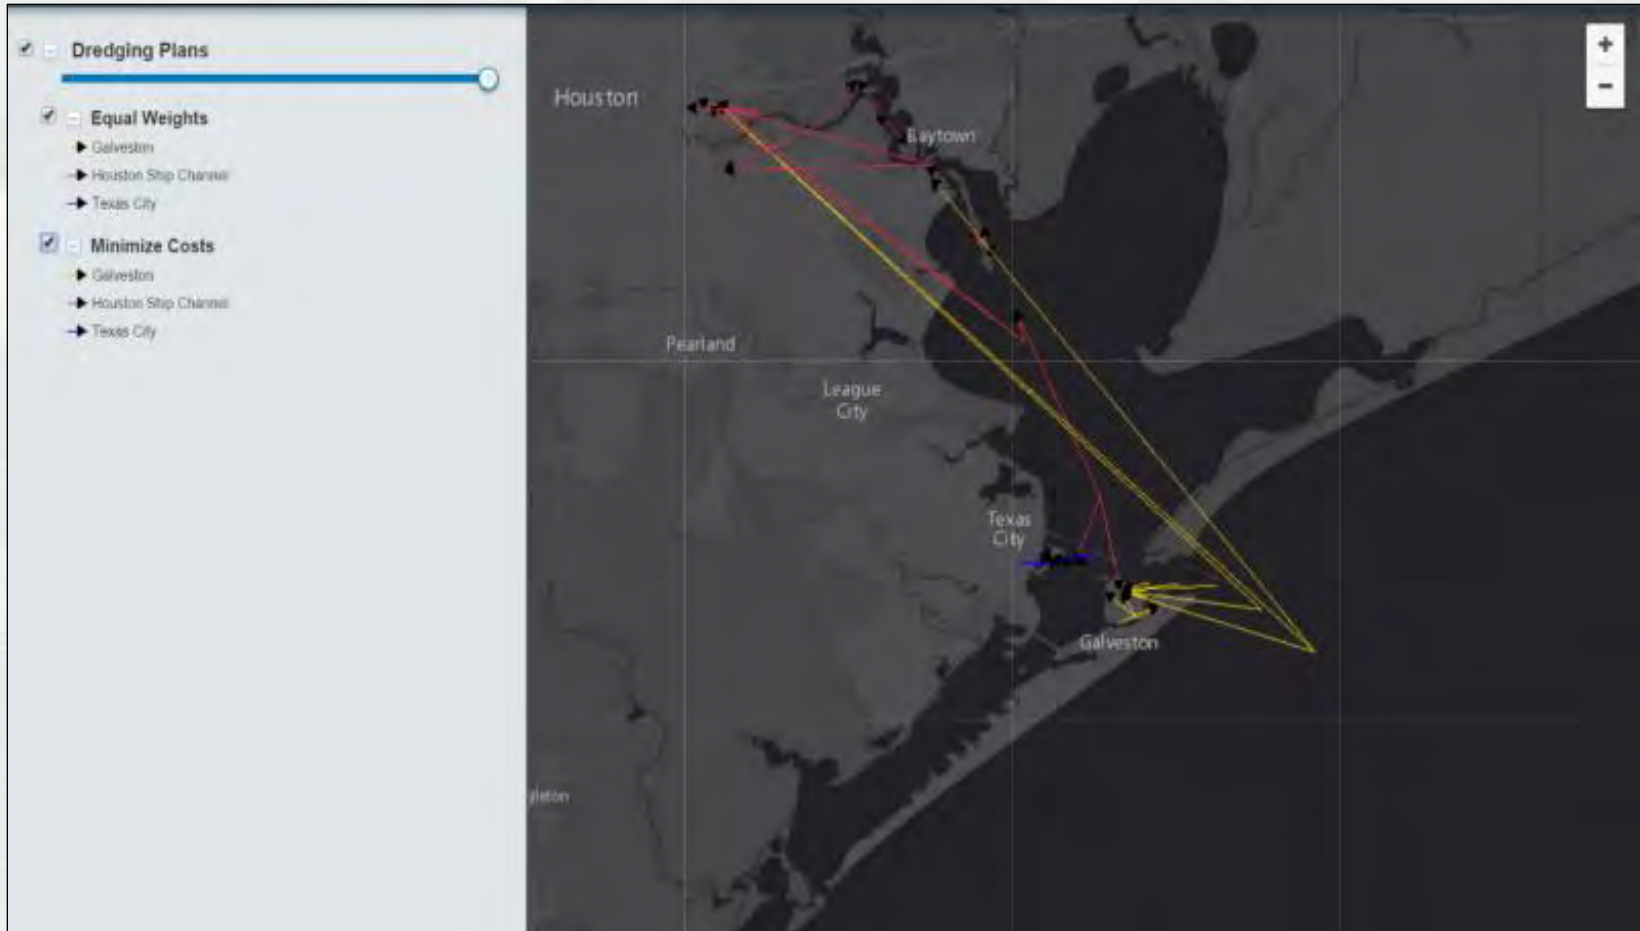 Dredging Plans
Equal Weights
Galveston
Houston Ship Channel
Texas City
Minimize Costs
Galveston
Houston Ship Channel
Texas City
Houston
Baytown
Pearland
League
City
Texas
City
Galveston
gleton
+
−